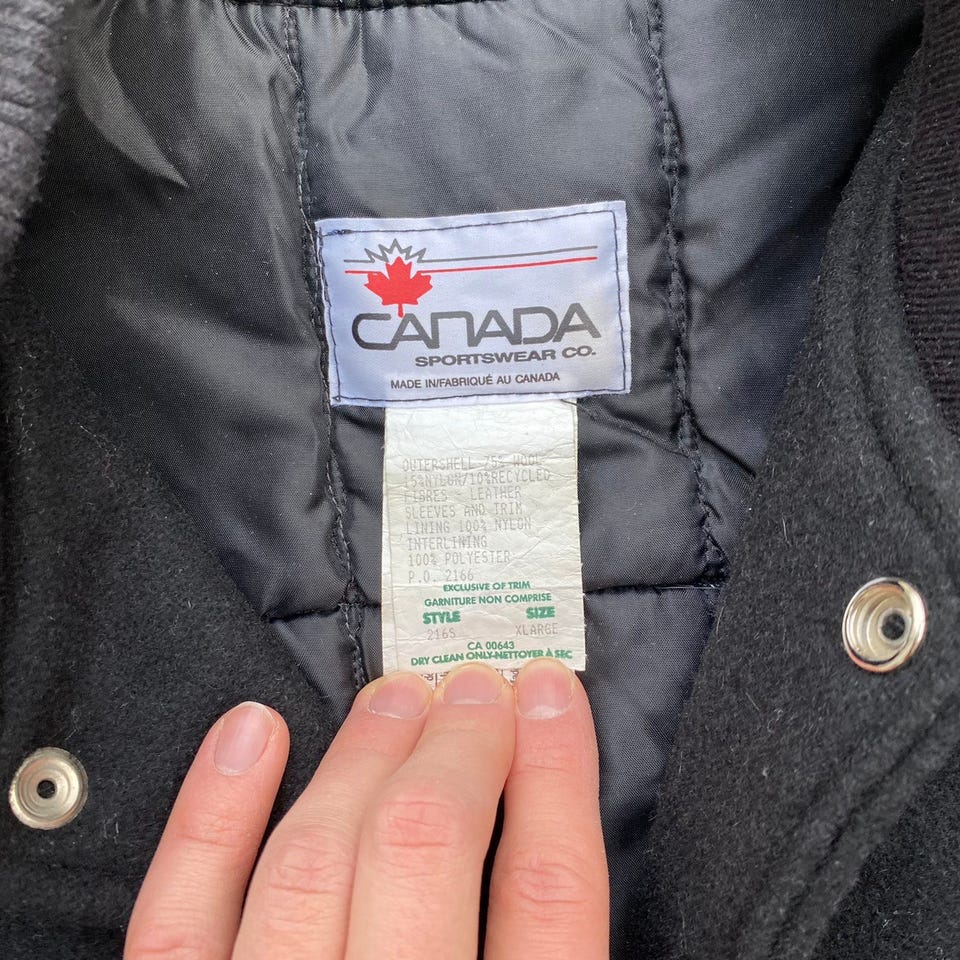 CANADA
SPORTSWEAR CO.
MADE IN/FABRIQUÉ AU CANADA
OUTERSHELL 75% WOOL
15%NYLON/10%RECYCLED
FIBRES - LEATHER
SLEEVES AND TRIM
LINING 100% NYLON
INTERLINING
100% POLYESTER
P.O. 2166
EXCLUSIVE OF TRIM
GARNITURE NON COMPRISE
STYLE SIZE
2165 XLARGE
CA 00643
DRY CLEAN ONLY-NETTOYER À SEC